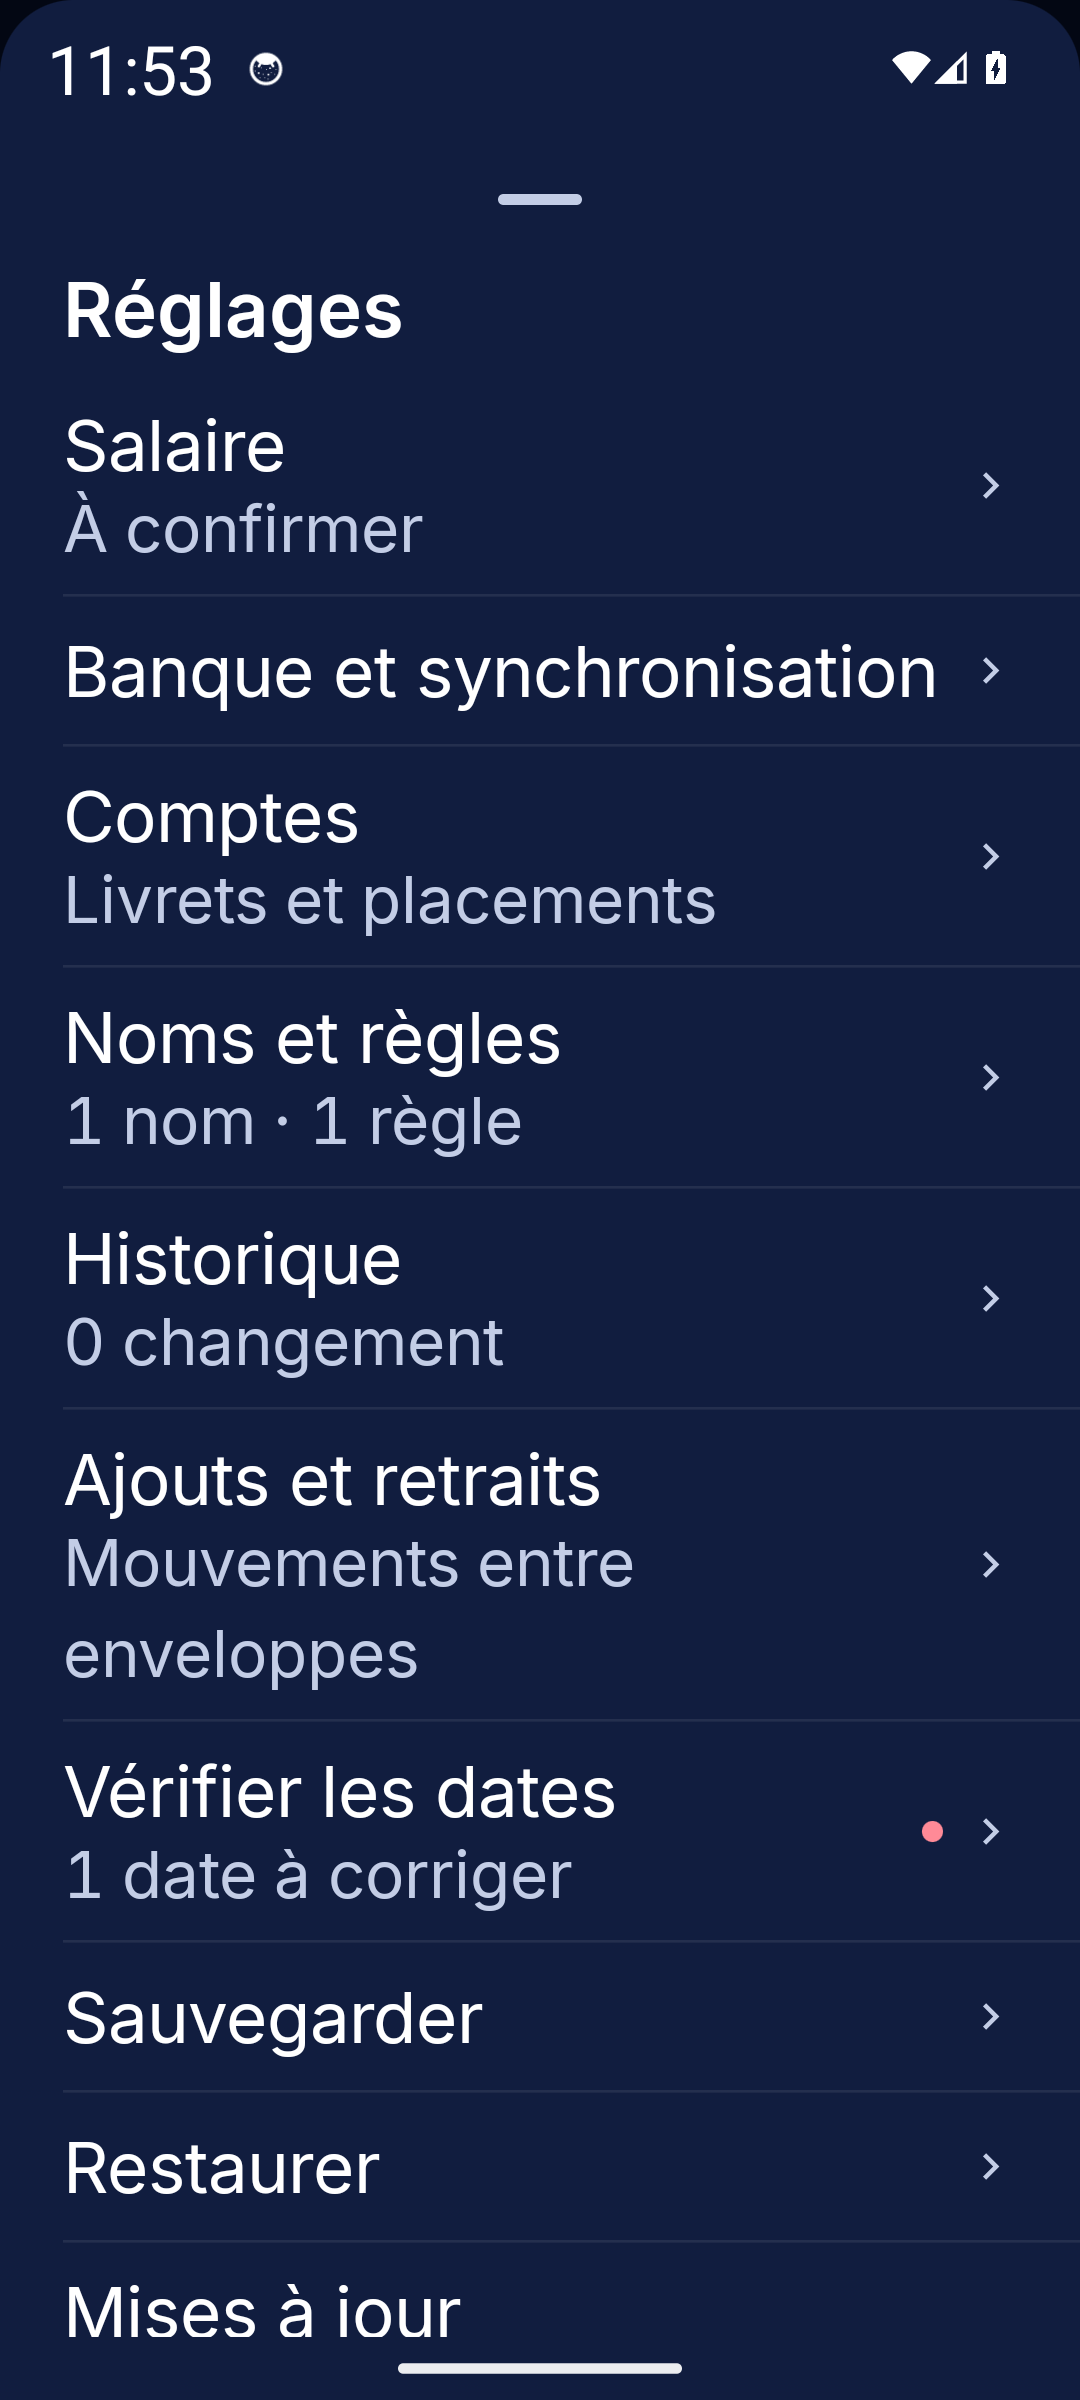 11:53
Réglages
Salaire
À confirmer
Banque et synchronisation
Comptes
Livrets et placements
Noms et règles
1 nom · 1 règle
Historique
0 changement
Ajouts et retraits
Mouvements entre
enveloppes
Vérifier les dates
1 date à corriger
Sauvegarder
Restaurer
Mises à jour